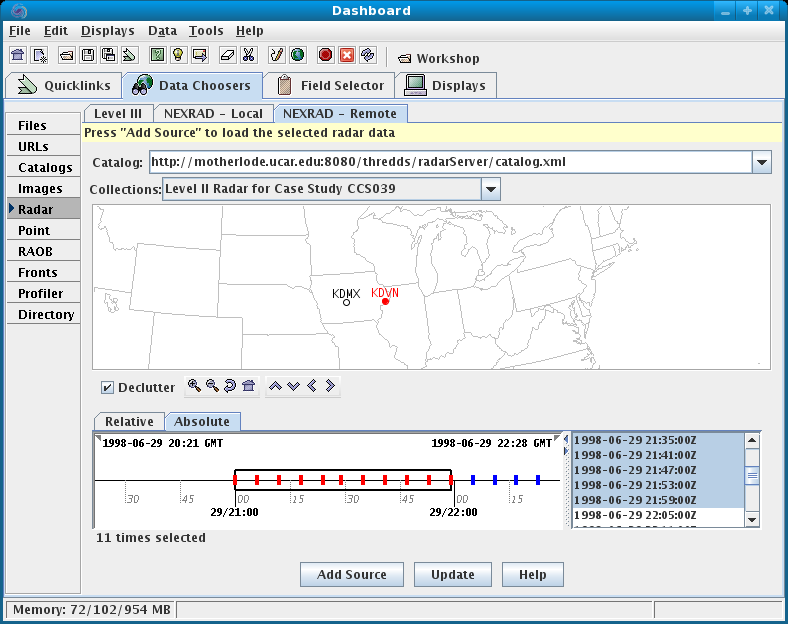 Dashboard
File Edit Displays Data Tools Help
Workshop
Quicklinks Data Choosers Field Selector Displays
Level III NEXRAD - Local NEXRAD - Remote
Press "Add Source" to load the selected radar data
Files
URLs
Catalogs
Images
Radar
Point
RAOB
Fronts
Profiler
Directory
Catalog: http://motherlode.ucar.edu:8080/thredds/radarServer/catalog.xml
Collections: Level II Radar for Case Study CCS039
KDMX KDVN
Declutter
Relative Absolute
1998-06-29 20:21 GMT 1998-06-29 22:28 GMT
30 45 00 15 30 45 00 15
29/21:00 29/22:00
1998-06-29 21:35:00Z
1998-06-29 21:41:00Z
1998-06-29 21:47:00Z
1998-06-29 21:53:00Z
1998-06-29 21:59:00Z
1998-06-29 22:05:00Z
11 times selected
Add Source Update Help
Memory: 72/102/954 MB